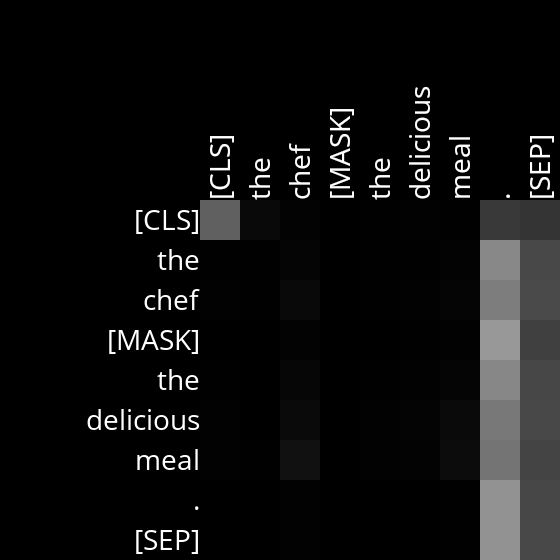 [CLS] the chef [MASK] the delicious meal . [SEP]
[CLS]
the
chef
[MASK]
the
delicious
meal
.
[SEP]